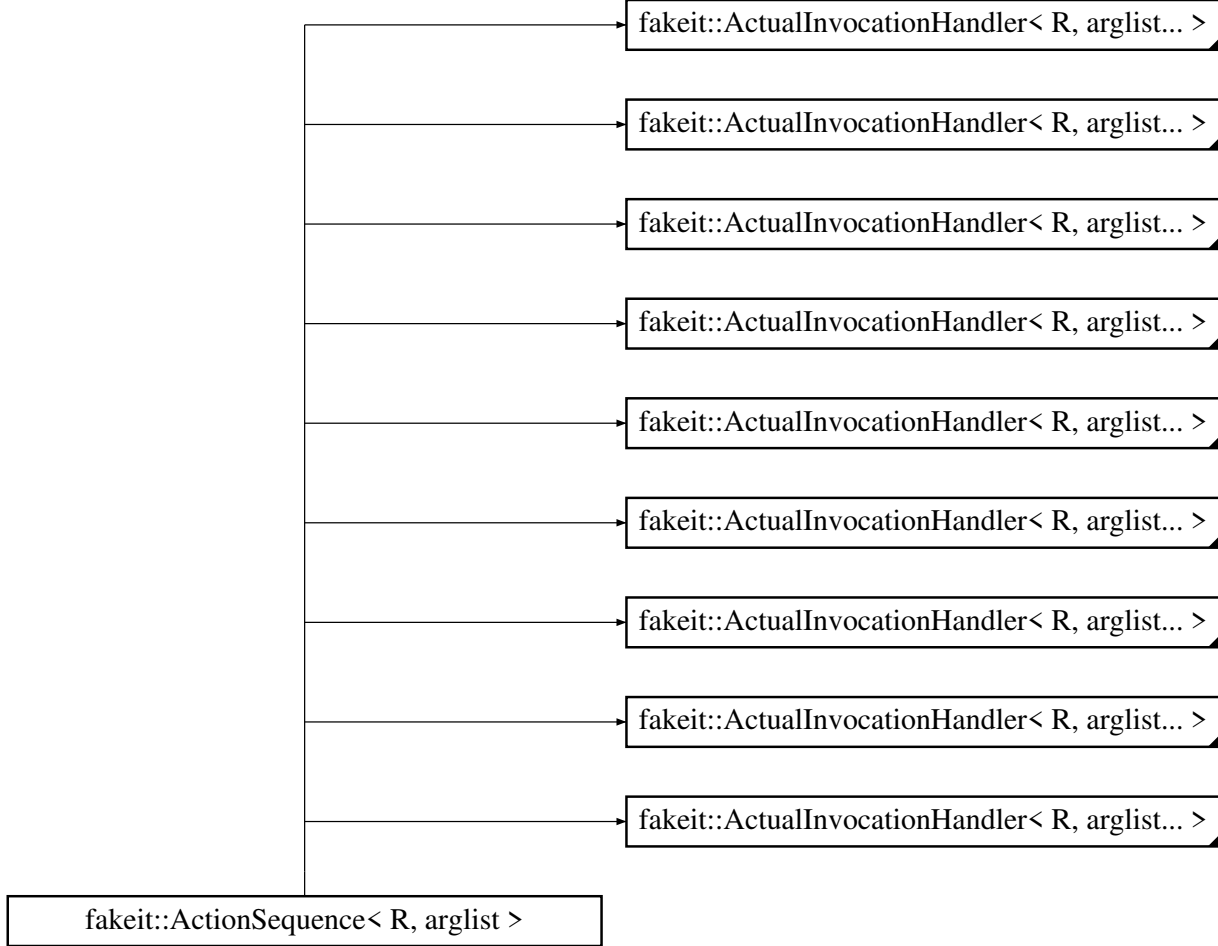 fakeit::ActualInvocationHandler< R, arglist... >
fakeit::ActualInvocationHandler< R, arglist... >
fakeit::ActualInvocationHandler< R, arglist... >
fakeit::ActualInvocationHandler< R, arglist... >
fakeit::ActualInvocationHandler< R, arglist... >
fakeit::ActualInvocationHandler< R, arglist... >
fakeit::ActualInvocationHandler< R, arglist... >
fakeit::ActualInvocationHandler< R, arglist... >
fakeit::ActualInvocationHandler< R, arglist... >
fakeit::ActionSequence< R, arglist >